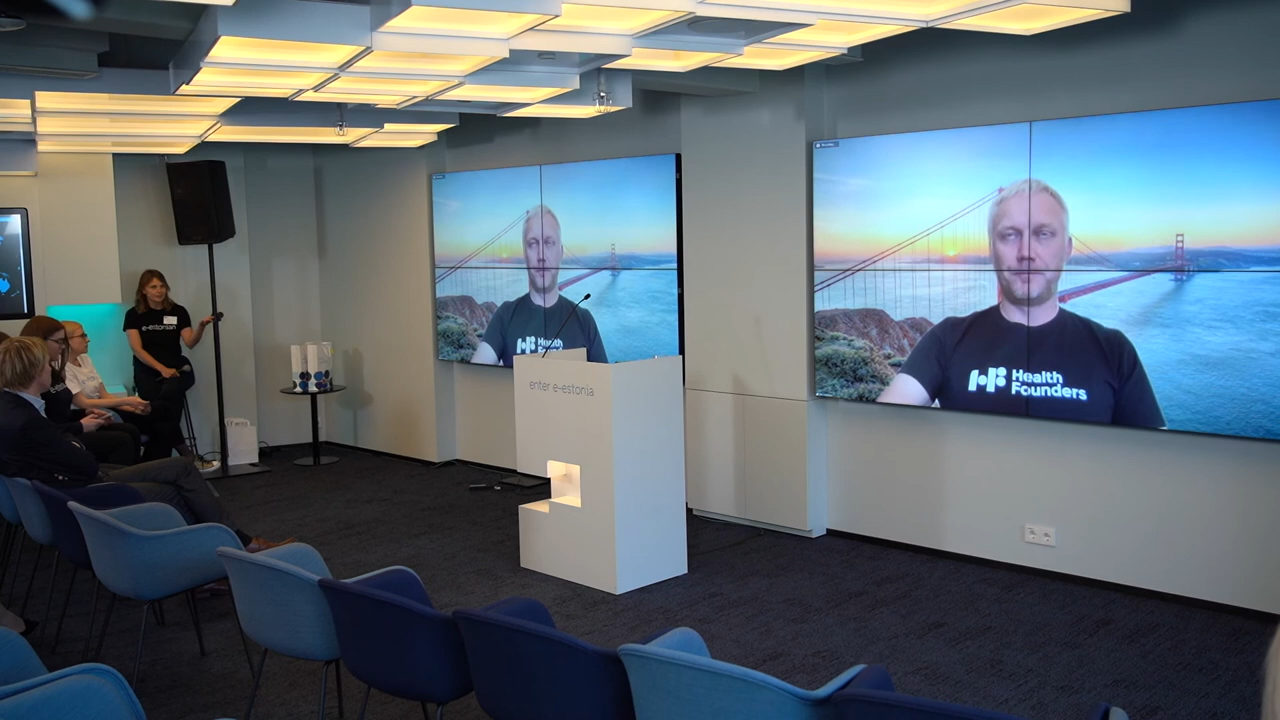 e-estonian
enter e-estonia
Health
Founders
Health
Founders